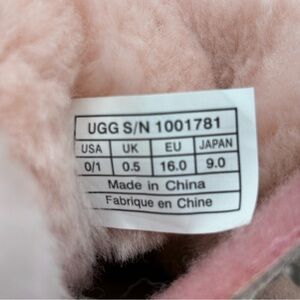 UGG S/N 1001781
USA UK EU JAPAN
0/1 0.5 16.0 9.0
Made in China
Fabrique en Chine